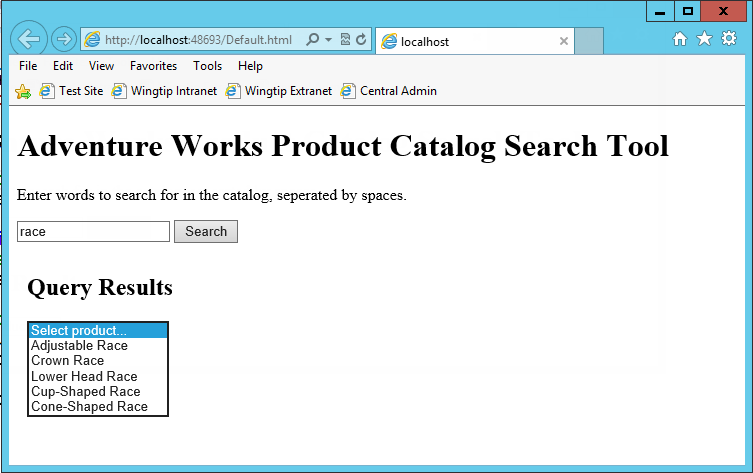 http://localhost:48693/Default.html
localhost
File Edit View Favorites Tools Help
Test Site Wingtip Intranet Wingtip Extranet Central Admin
Adventure Works Product Catalog Search Tool
Enter words to search for in the catalog, seperated by spaces.
race Search
Query Results
Select product...
Adjustable Race
Crown Race
Lower Head Race
Cup-Shaped Race
Cone-Shaped Race